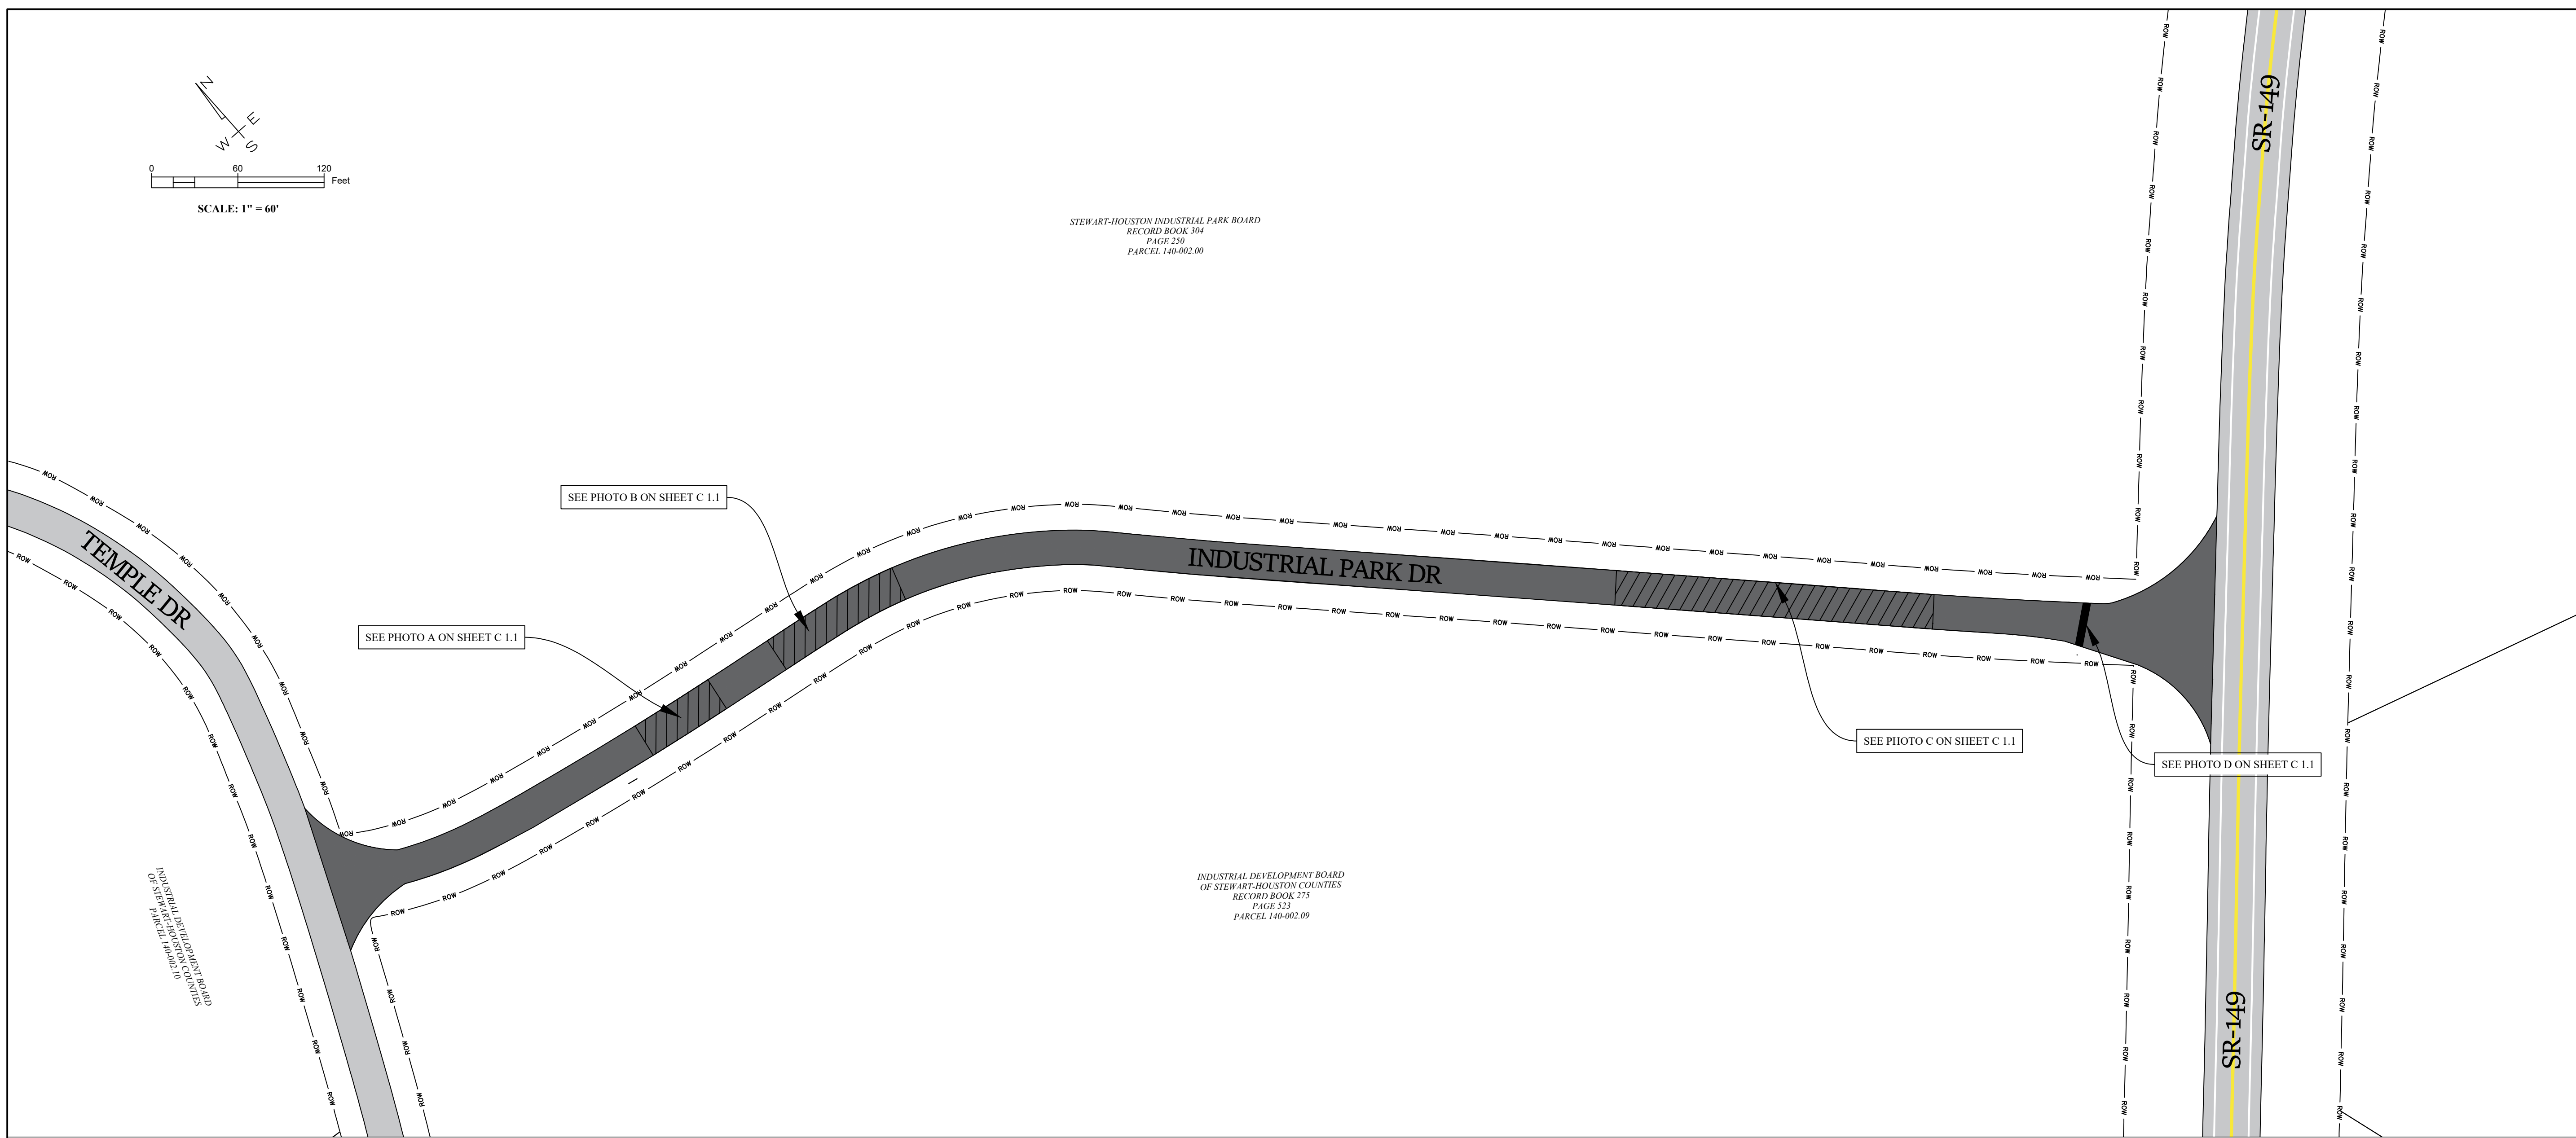 N
E
W
S
0 60 120
Feet
SCALE: 1" = 60'
STEWART-HOUSTON INDUSTRIAL PARK BOARD
RECORD BOOK 304
PAGE 250
PARCEL 140-002.00
SR-149
SEE PHOTO B ON SHEET C 1.1
INDUSTRIAL PARK DR
TEMPLE DR
SEE PHOTO A ON SHEET C 1.1
SEE PHOTO C ON SHEET C 1.1
SEE PHOTO D ON SHEET C 1.1
INDUSTRIAL DEVELOPMENT BOARD
OF STEWART-HOUSTON COUNTIES
PARCEL 140-002.10
INDUSTRIAL DEVELOPMENT BOARD
OF STEWART-HOUSTON COUNTIES
RECORD BOOK 275
PAGE 523
PARCEL 140-002.09
SR-149
ROW